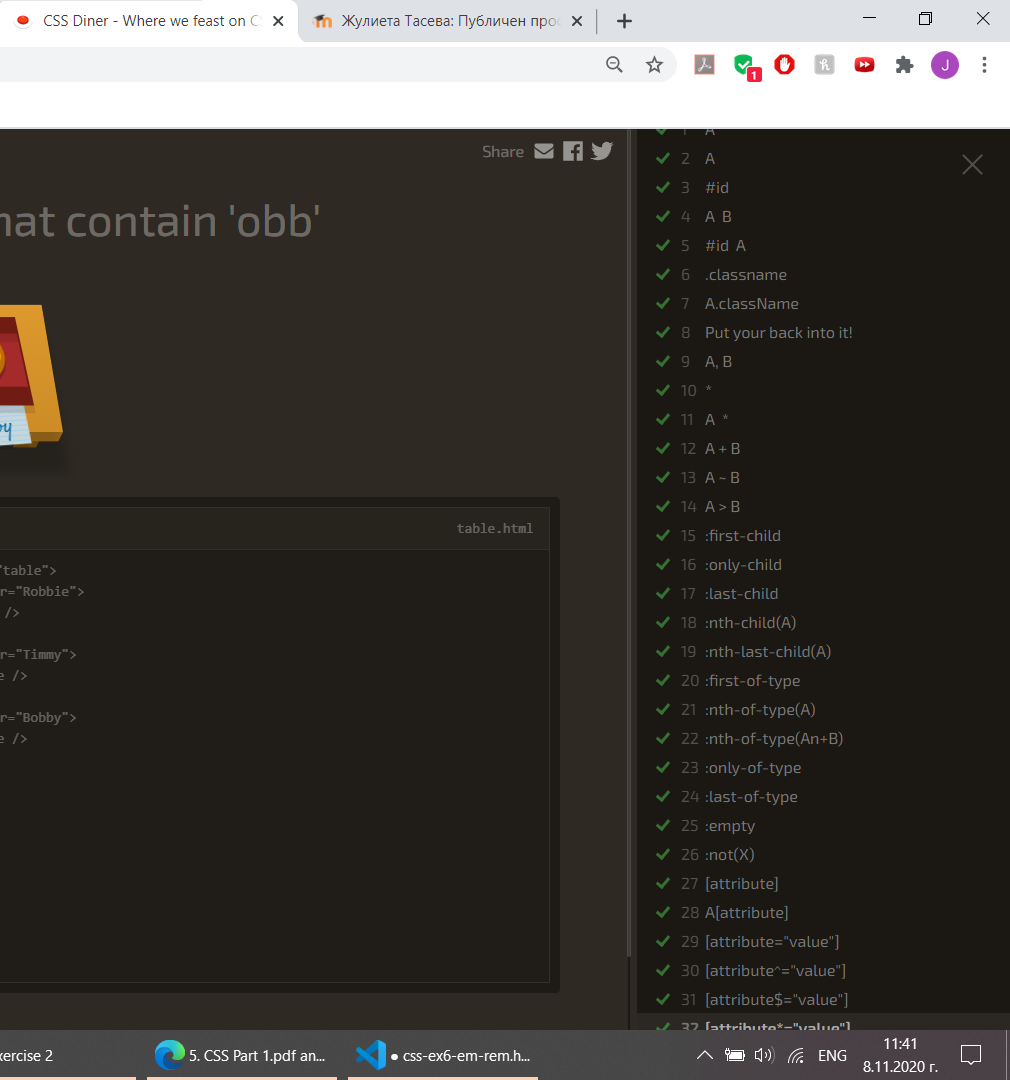 CSS Diner - Where we feast on CS
Жулиета Тасева: Публичен проф
1
J
Share
hat contain 'obb'
by
table.html
"table">
r="Robbie">
/>
r="Timmy">
e />
r="Bobby">
e />
1 A
2 A
3 #id
4 A B
5 #id A
6 .classname
7 A.className
8 Put your back into it!
9 A, B
10 *
11 A *
12 A + B
13 A ~ B
14 A > B
15 :first-child
16 :only-child
17 :last-child
18 :nth-child(A)
19 :nth-last-child(A)
20 :first-of-type
21 :nth-of-type(A)
22 :nth-of-type(An+B)
23 :only-of-type
24 :last-of-type
25 :empty
26 :not(X)
27 [attribute]
28 A[attribute]
29 [attribute="value"]
30 [attribute^="value"]
31 [attribute$="value"]
32 [attribute*="value"]
xercise 2
5. CSS Part 1.pdf an...
● css-ex6-em-rem.h...
ENG
11:41
8.11.2020 г.